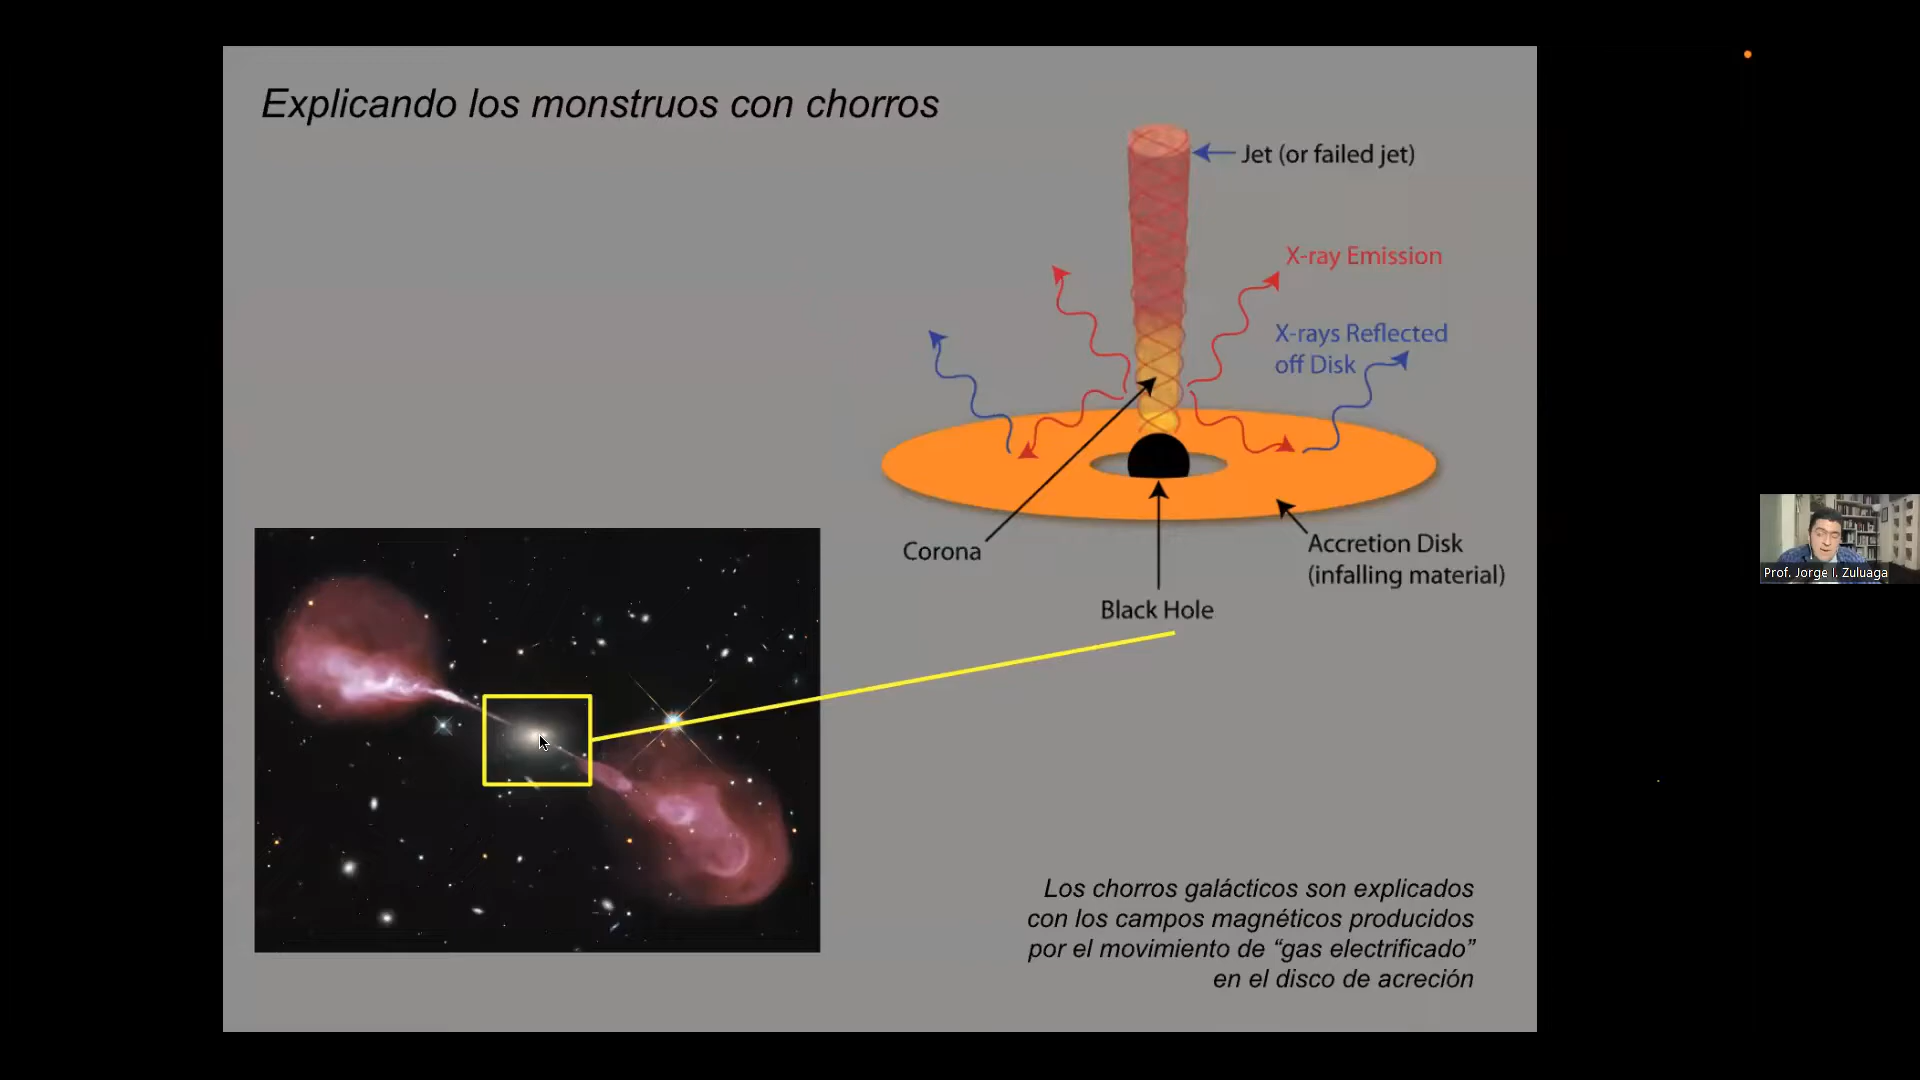 Explicando los monstruos con chorros
Jet (or failed jet)
X-ray Emission
X-rays Reflected
off Disk
Corona
Accretion Disk
(infalling material)
Black Hole
Prof. Jorge I. Zuluaga
Los chorros galácticos son explicados
con los campos magnéticos producidos
por el movimiento de “gas electrificado”
en el disco de acreción